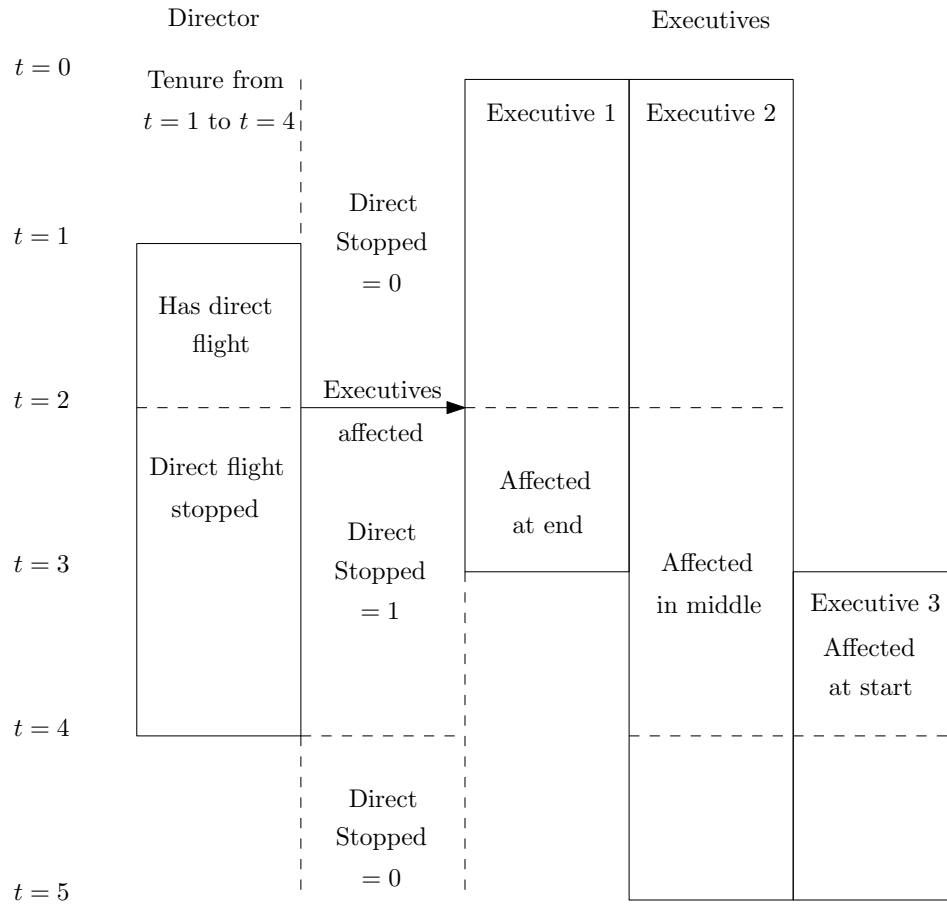 Director
Executives
t = 0
Tenure from
t = 1 to t = 4
Executive 1
Executive 2
Direct
Stopped
= 0
t = 1
Has direct
flight
t = 2
Executives
affected
Direct flight
stopped
Affected
at end
Direct
Stopped
= 1
t = 3
Affected
in middle
Executive 3
Affected
at start
t = 4
Direct
Stopped
= 0
t = 5